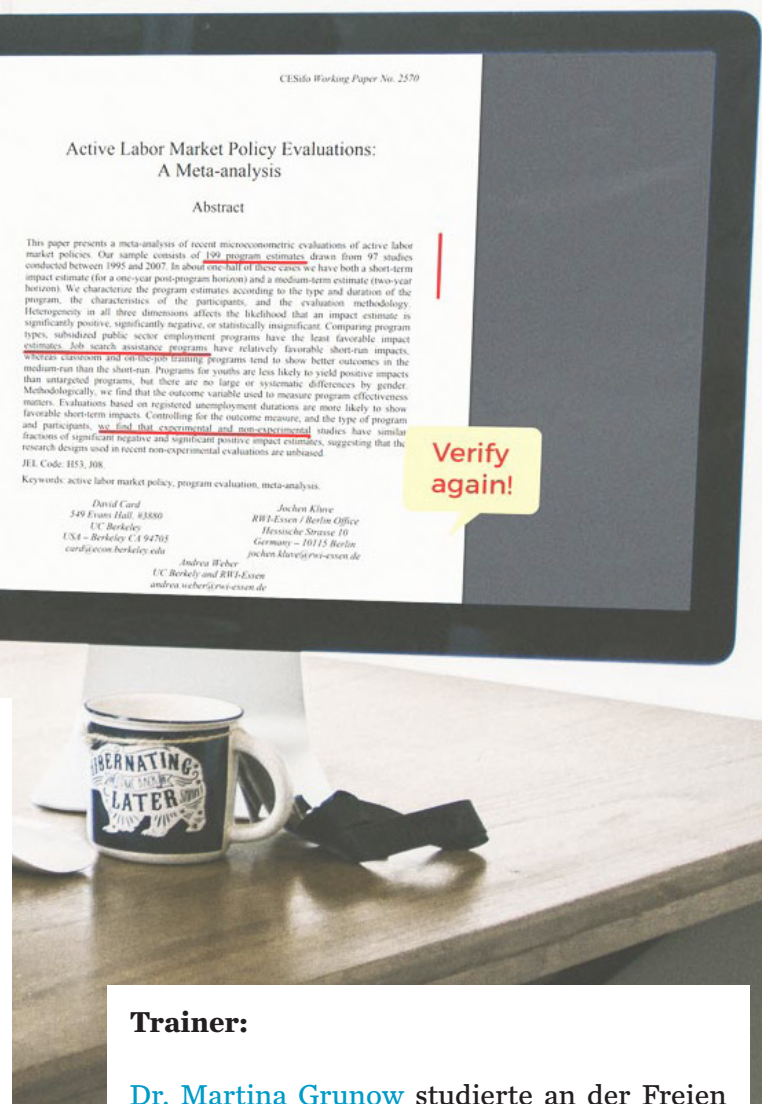 CESifo Working Paper No. 2570
Active Labor Market Policy Evaluations:
A Meta-analysis
Abstract
This paper presents a meta-analysis of recent microeconometric evaluations of active labor
market policies. Our sample consists of 199 program estimates drawn from 97 studies
conducted between 1995 and 2007. In about one-half of these cases we have both a short-term
impact estimate (for a one-year post-program horizon) and a medium-term estimate (two-year
horizon). We characterize the program estimates according to the type and duration of the
program, the characteristics of the participants, and the evaluation methodology.
Heterogeneity in all three dimensions affects the likelihood that an impact estimate is
significantly positive, significantly negative, or statistically insignificant. Comparing program
types, subsidized public sector employment programs have the least favorable impact
estimates. Job search assistance programs have relatively favorable short-run impacts,
whereas classroom and on-the-job training programs tend to show better outcomes in the
medium-run than the short-run. Programs for youths are less likely to yield positive impacts
than untargeted programs, but there are no large or systematic differences by gender.
Methodologically, we find that the outcome variable used to measure program effectiveness
matters. Evaluations based on registered unemployment durations are more likely to show
favorable short-term impacts. Controlling for the outcome measure, and the type of program
and participants, we find that experimental and non-experimental studies have similar
fractions of significant negative and significant positive impact estimates, suggesting that the
research designs used in recent non-experimental evaluations are unbiased.
JEL Code: H53, J08.
Keywords: active labor market policy, program evaluation, meta-analysis.
Verify
again!
David Card
549 Evans Hall, #3880
UC Berkeley
USA – Berkeley CA 94705
card@econ.berkeley.edu
Jochen Kluve
RWI-Essen / Berlin Office
Hessische Strasse 10
Germany – 10115 Berlin
jochen.kluve@rwi-essen.de
Andrea Weber
UC Berkely and RWI-Essen
andrea.weber@rwi-essen.de
HIBERNATING
LATER
Trainer:
Dr. Martina Grunow studierte an der Freien